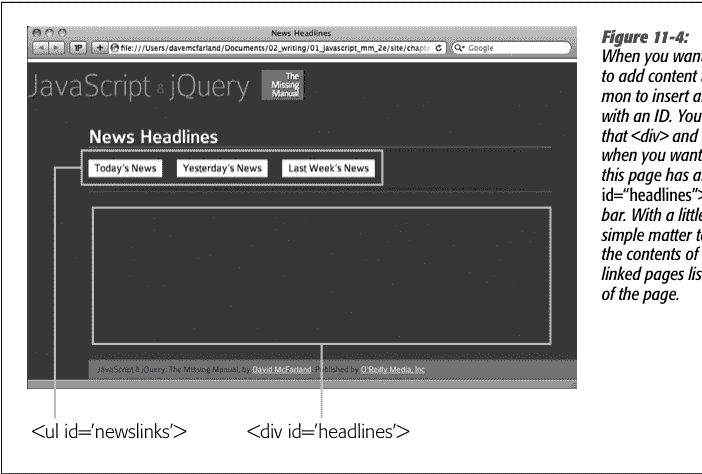 News Headlines
file:///Users/davemcfarland/Documents/02_writing/01_javascript_mm_2e/site/chapt
Google
JavaScript & jQuery
The
Missing
Manual
News Headlines
Today's News Yesterday's News Last Week's News
JavaScript & jQuery: The Missing Manual, by David McFarland. Published by O'Reilly Media, Inc
<ul id='newslinks'>
<div id='headlines'>
Figure 11-4:
When you want
to add content
mon to insert a
with an ID. You
that <div> and
when you want
this page has a
id="headlines">
bar. With a little
simple matter t
the contents of
linked pages lis
of the page.